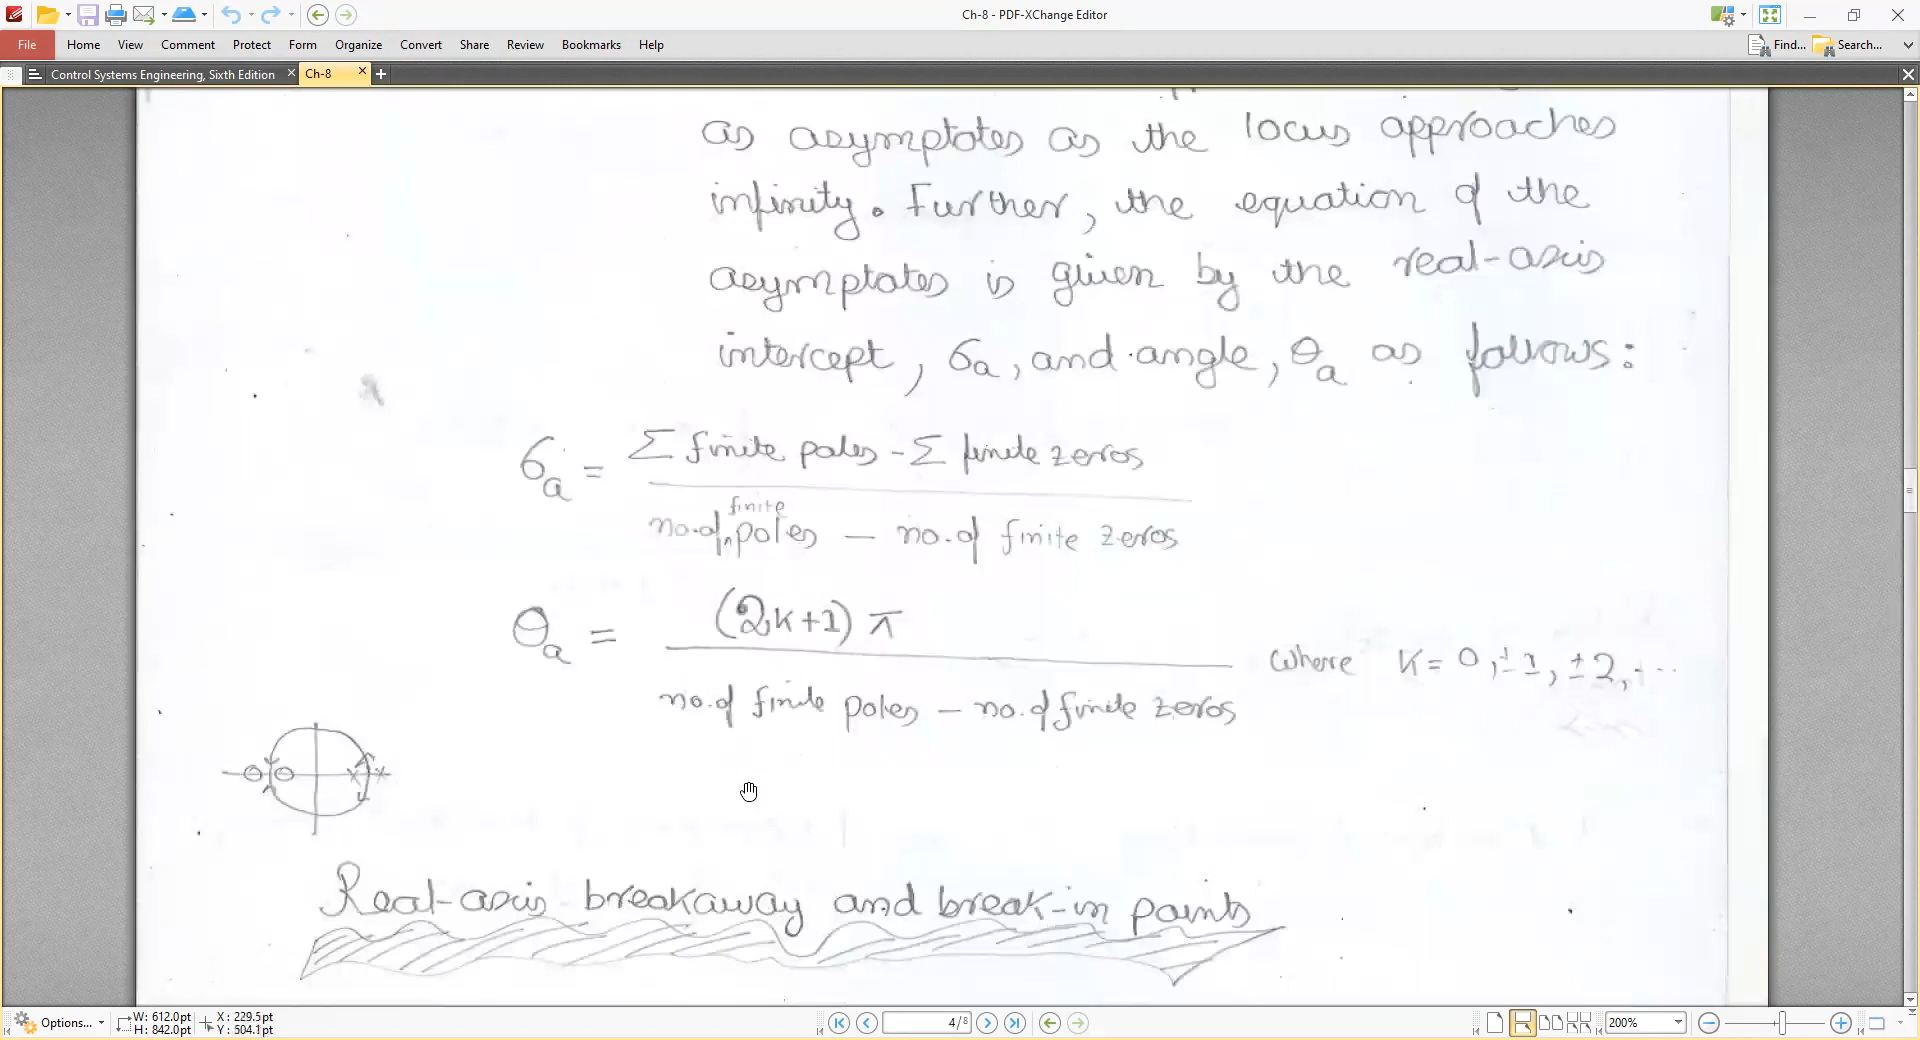 Ch-8 - PDF-XChange Editor
File Home View Comment Protect Form Organize Convert Share Review Bookmarks Help
Find... Search...
Control Systems Engineering, Sixth Edition Ch-8
as asymptotes as the locus approaches
infinity. Further, the equation of the
asymptotes is given by the real-axis
intercept, σa, and angle, θa as follows:
σa = Σ finite poles - Σ finite zeros
finite
no. of poles — no. of finite zeros
θa = (2k+1)π
where k = 0, ±1, ±2, ...
no. of finite poles — no. of finite zeros
Real-axis breakaway and break-in points
Options... W: 612.0pt H: 842.0pt X: 229.5pt Y: 504.1pt 4/8 200%